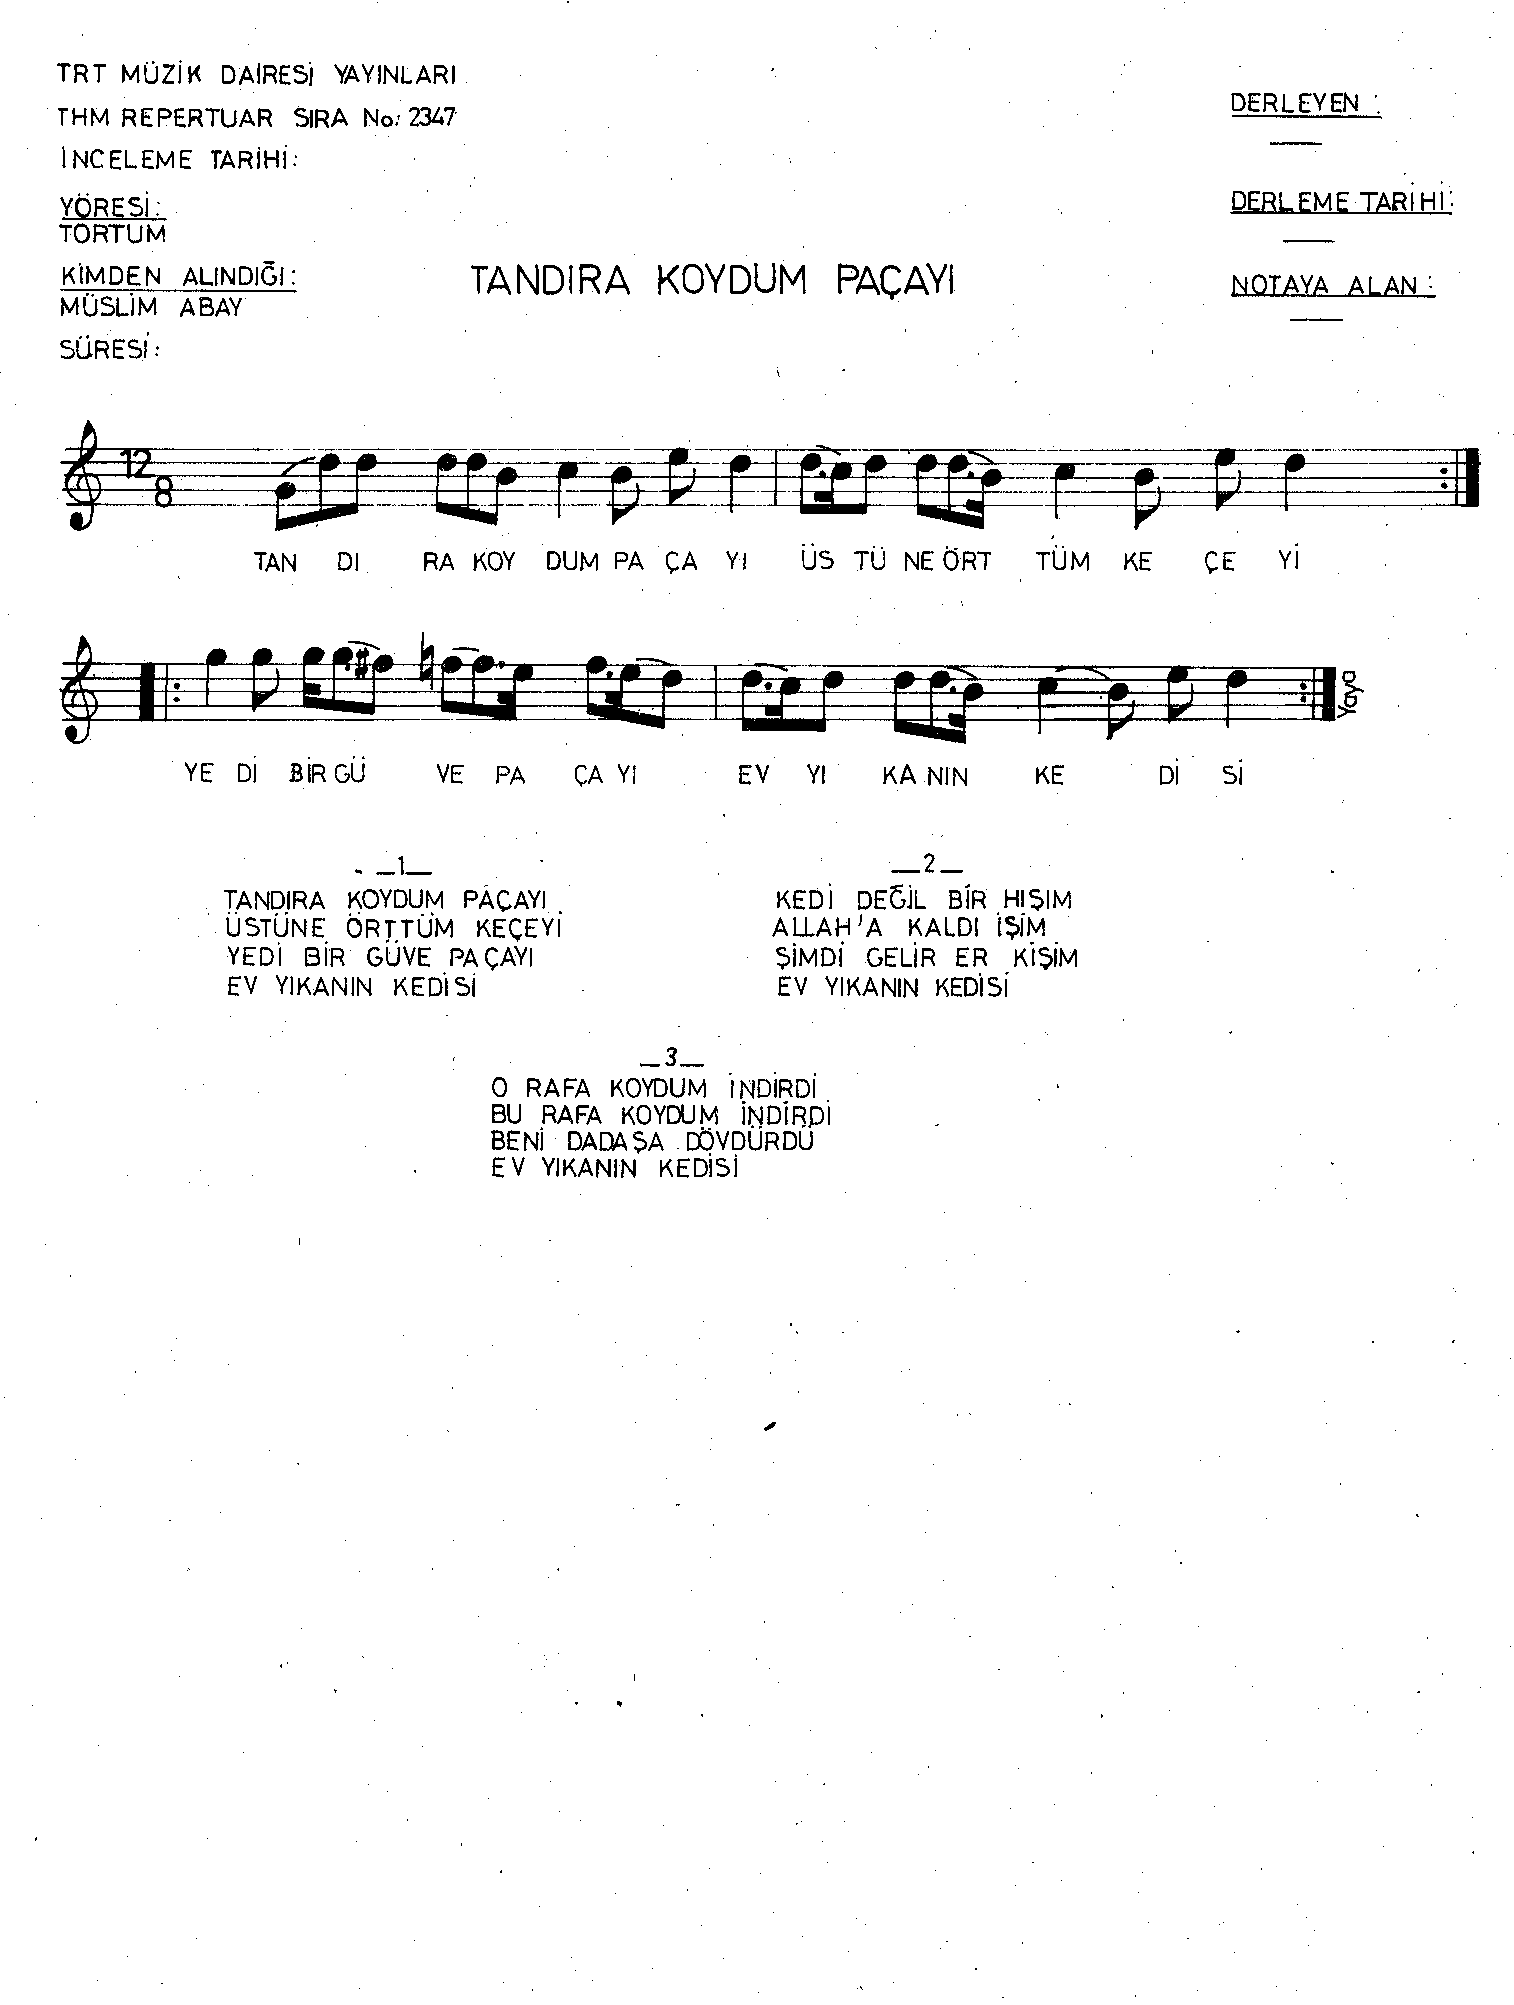 TRT MÜZİK DAİRESİ YAYINLARI
THM REPERTUAR SIRA No: 2347
İNCELEME TARİHİ:
YÖRESİ:
TORTUM
KİMDEN ALINDIĞI:
MÜSLİM ABAY
SÜRESİ:
TANDIRA KOYDUM PAÇAYI
DERLEYEN :
DERLEME TARİHİ:
NOTAYA ALAN :
12
8
TAN DI RA KOY DUM PA ÇA YI ÜS TÜ NE ÖRT TÜM KE ÇE Yİ
Yaya
YE Dİ BİR GÜ VE PA ÇA YI EV YI KA NIN KE Dİ Sİ
_1_
TANDIRA KOYDUM PAÇAYI
ÜSTÜNE ÖRTTÜM KEÇEYİ
YEDİ BİR GÜVE PAÇAYI
EV YIKANIN KEDİSİ
_2_
KEDİ DEĞİL BİR HIŞIM
ALLAH'A KALDI İŞİM
ŞİMDİ GELİR ER KİŞİM
EV YIKANIN KEDİSİ
_3_
O RAFA KOYDUM İNDİRDİ
BU RAFA KOYDUM İNDİRDİ
BENİ DADAŞA DÖVDÜRDÜ
EV YIKANIN KEDİSİ